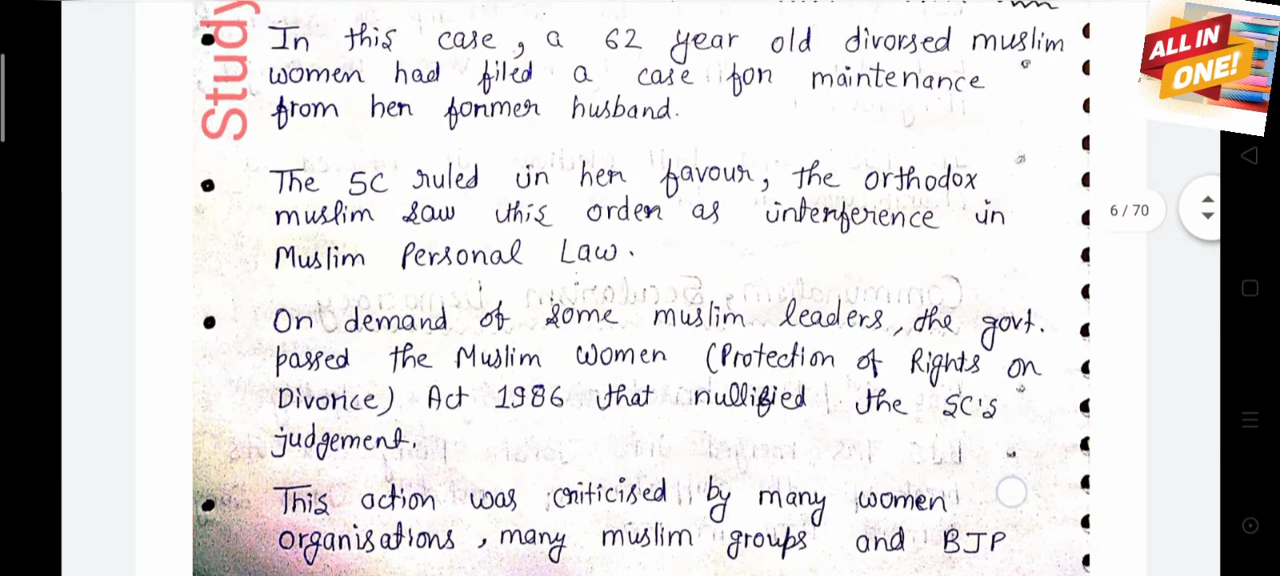 Study
In this case, a 62 year old divorsed muslim
women had filed a case for maintenance
from her former husband.
The SC ruled in her favour, the orthodox
muslim saw this order as interference in
Muslim Personal Law.
On demand of some muslim leaders, the govt.
passed the Muslim Women (Protection of Rights on
Divorice) Act 1986 that nullified the SC's
judgement.
This action was criticised by many women
organisations, many muslim groups and BJP
ALL IN
ONE!
6 / 70